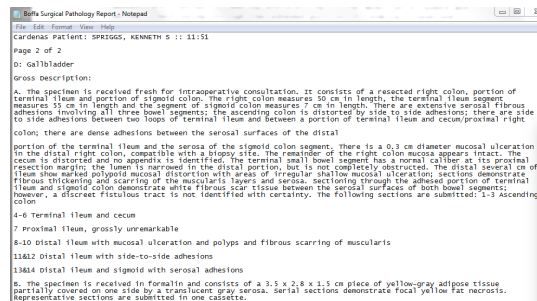 Boffa Surgical Pathology Report - Notepad
File Edit Format View Help
Cardenas Patient: SPRIGGS, KENNETH S :: 11:51
Page 2 of 2
D: Gallbladder
Gross Description:
A. The specimen is received fresh for intraoperative consultation. It consists of a resected right colon, portion of
terminal ileum and portion of sigmoid colon. The right colon measures 50 cm in length, the terminal ileum segment
measures 55 cm in length and the segment of sigmoid colon measures 7 cm in length. There are extensive serosal fibrous
adhesions involving all three bowel segments; the ascending colon is distorted by side to side adhesions; there are side
to side adhesions between two loops of terminal ileum and between a portion of terminal ileum and cecum/proximal right
colon; there are dense adhesions between the serosal surfaces of the distal
portion of the terminal ileum and the serosa of the sigmoid colon segment. There is a 0.3 cm diameter mucosal ulceration
in the distal right colon, compatible with a biopsy site. The remainder of the right colon mucosa appears intact. The
cecum is distorted and no appendix is identified. The terminal small bowel segment has a normal caliber at its proximal
resection margin; the lumen is narrowed in the distal portion, but is not completely obstructed. The distal several cm of
ileum show marked polypoid mucosal distortion with areas of irregular shallow mucosal ulceration; sections demonstrate
fibrous thickening and scarring of the muscularis layers and serosa. Sectioning through the adhesed portion of terminal
ileum and sigmoid colon demonstrate white fibrous scar tissue between the serosal surfaces of both bowel segments;
however, a discreet fistulous tract is not identified with certainty. The following sections are submitted: 1-3 Ascending
colon
4-6 Terminal ileum and cecum
7 Proximal ileum, grossly unremarkable
8-10 Distal ileum with mucosal ulceration and polyps and fibrous scarring of muscularis
11&12 Distal ileum with side-to-side adhesions
13&14 Distal ileum and sigmoid with serosal adhesions
B. The specimen is received in formalin and consists of a 3.5 x 2.8 x 1.5 cm piece of yellow-gray adipose tissue
partially covered on one side by a translucent gray serosa. Serial sections demonstrate focal yellow fat necrosis.
Representative sections are submitted in one cassette.